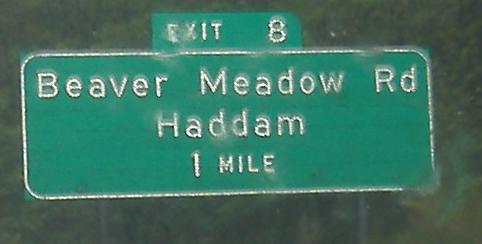 EXIT 8
Beaver Meadow Rd
Haddam
1 MILE